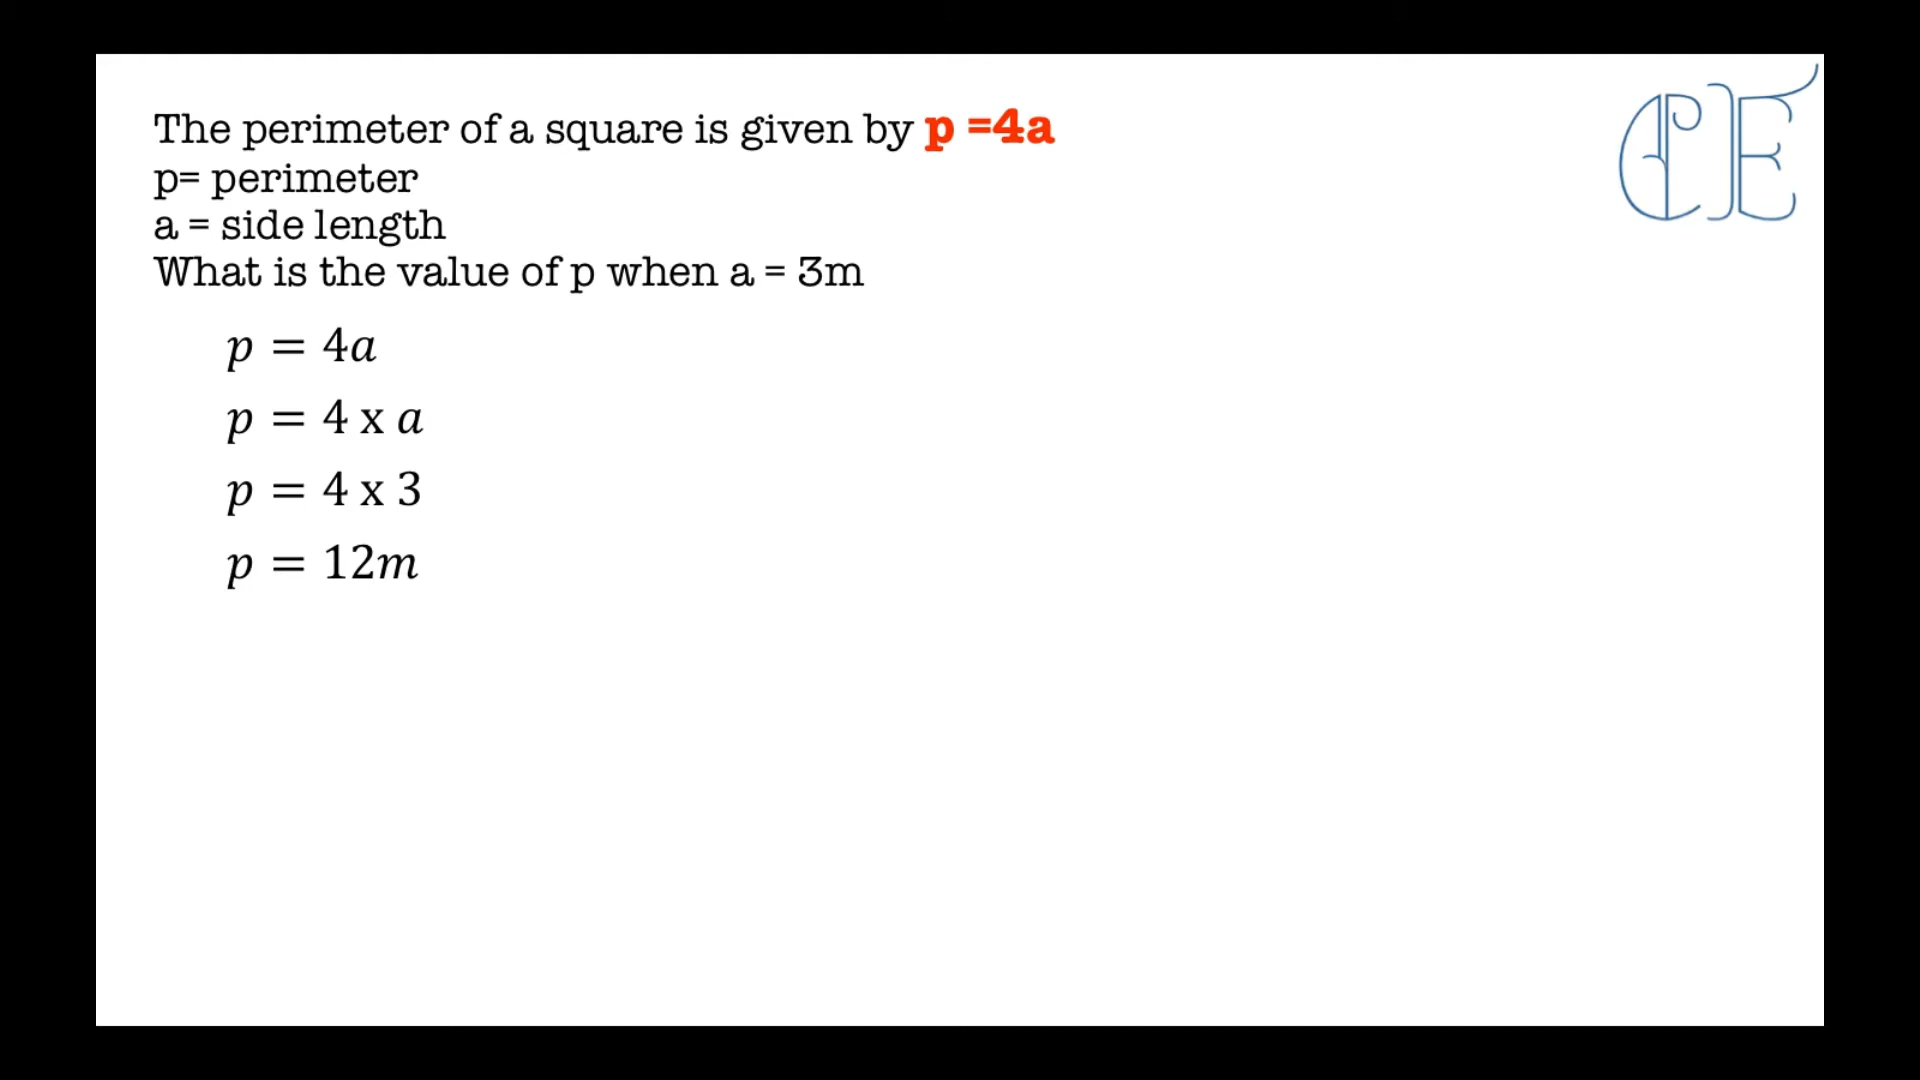 The perimeter of a square is given by p =4a
p= perimeter
a = side length
What is the value of p when a = 3m
p = 4a
p = 4 x a
p = 4 x 3
p = 12m